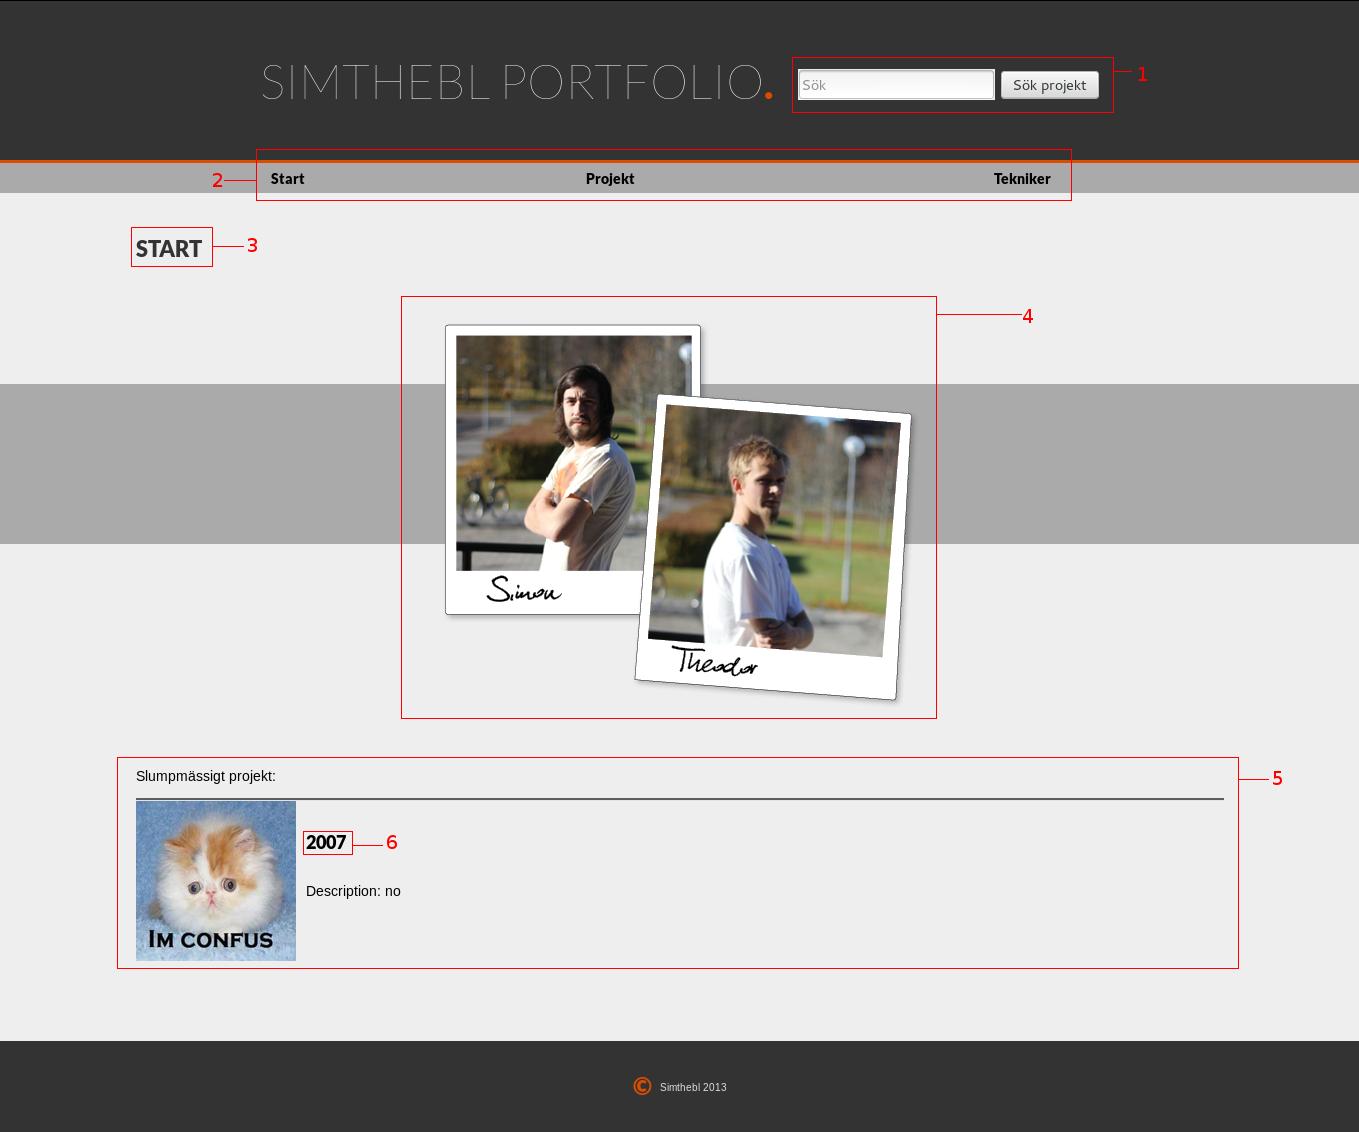 SIMTHEBL PORTFOLIO.
Sök
Sök projekt
1
2
Start
Projekt
Tekniker
START
3
4
Simon
Theodor
Slumpmässigt projekt:
5
2007
6
Description: no
IM CONFUS
© Simthebl 2013